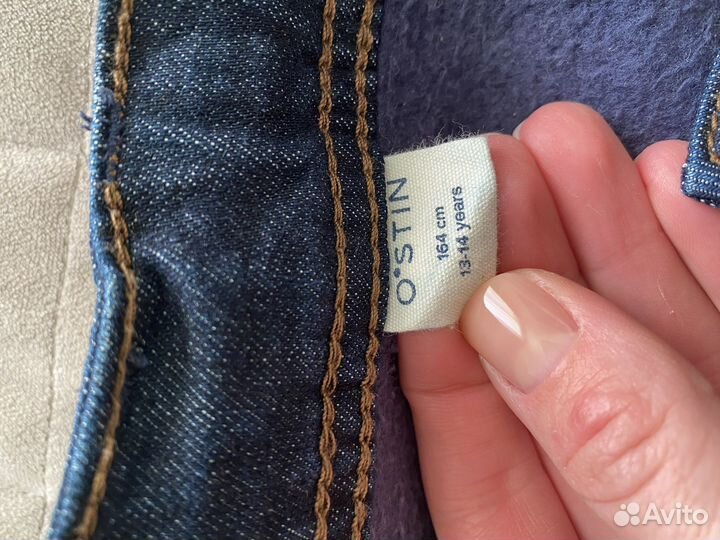 O'STIN
164 cm
13-14 years
Avito